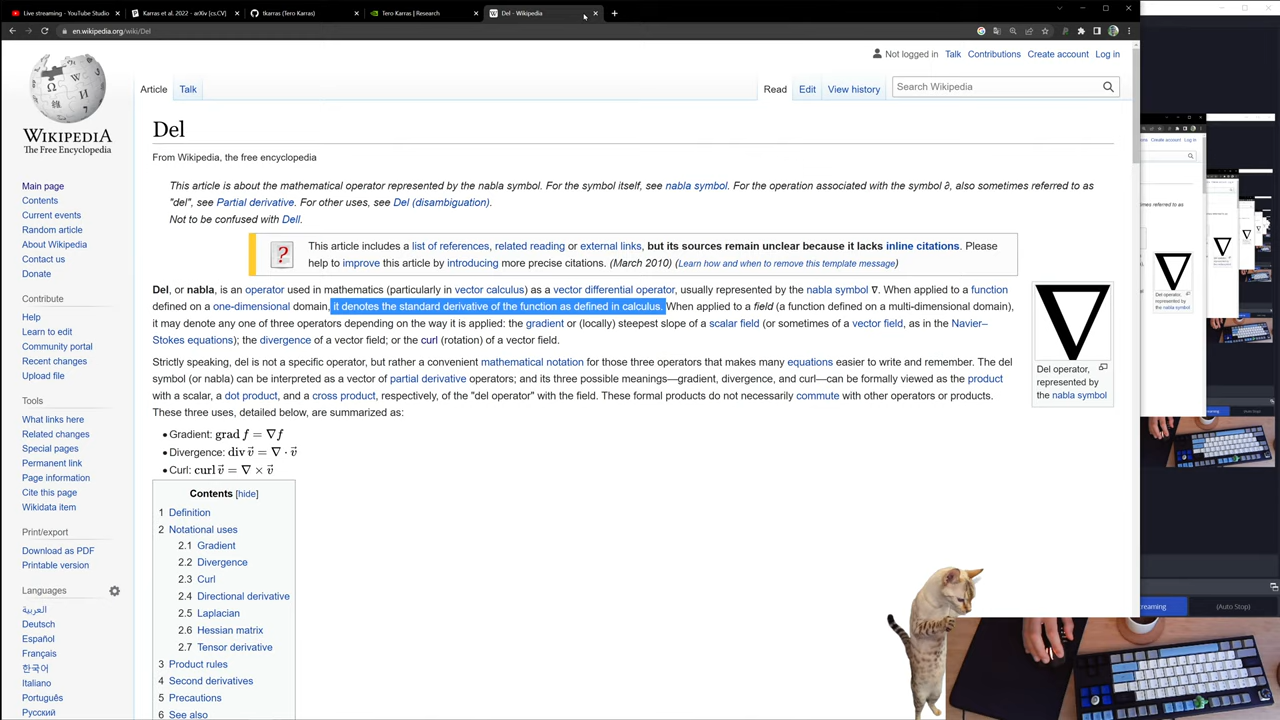 Live streaming - YouTube Studio
Karras et al. 2022 - arXiv [cs.CV]
tkarras (Tero Karras)
Tero Karras | Research
Del - Wikipedia
en.wikipedia.org/wiki/Del
Not logged in Talk Contributions Create account Log in
Article Talk
Read Edit View history
Search Wikipedia
WIKIPEDIA
The Free Encyclopedia
Main page
Contents
Current events
Random article
About Wikipedia
Contact us
Donate
Contribute
Help
Learn to edit
Community portal
Recent changes
Upload file
Tools
What links here
Related changes
Special pages
Permanent link
Page information
Cite this page
Wikidata item
Print/export
Download as PDF
Printable version
Languages
العربية
Deutsch
Español
Français
한국어
Italiano
Português
Русский
Del
From Wikipedia, the free encyclopedia
This article is about the mathematical operator represented by the nabla symbol. For the symbol itself, see nabla symbol. For the operation associated with the symbol ∂, also sometimes referred to as
"del", see Partial derivative. For other uses, see Del (disambiguation).
Not to be confused with Dell.
This article includes a list of references, related reading or external links, but its sources remain unclear because it lacks inline citations. Please
help to improve this article by introducing more precise citations. (March 2010) (Learn how and when to remove this template message)
Del, or nabla, is an operator used in mathematics (particularly in vector calculus) as a vector differential operator, usually represented by the nabla symbol ∇. When applied to a function
defined on a one-dimensional domain, it denotes the standard derivative of the function as defined in calculus. When applied to a field (a function defined on a multi-dimensional domain),
it may denote any one of three operators depending on the way it is applied: the gradient or (locally) steepest slope of a scalar field (or sometimes of a vector field, as in the Navier–
Stokes equations); the divergence of a vector field; or the curl (rotation) of a vector field.
Strictly speaking, del is not a specific operator, but rather a convenient mathematical notation for those three operators that makes many equations easier to write and remember. The del
symbol (or nabla) can be interpreted as a vector of partial derivative operators; and its three possible meanings—gradient, divergence, and curl—can be formally viewed as the product
with a scalar, a dot product, and a cross product, respectively, of the "del operator" with the field. These formal products do not necessarily commute with other operators or products.
These three uses, detailed below, are summarized as:
• Gradient: grad f = ∇f
• Divergence: div v⃗ = ∇ · v⃗
• Curl: curl v⃗ = ∇ × v⃗
Contents [hide]
1 Definition
2 Notational uses
2.1 Gradient
2.2 Divergence
2.3 Curl
2.4 Directional derivative
2.5 Laplacian
2.6 Hessian matrix
2.7 Tensor derivative
3 Product rules
4 Second derivatives
5 Precautions
6 See also
∇
Del operator,
represented by
the nabla symbol
Create account Log in
∇
Del operator,
represented by
the nabla symbol
(Auto Stop)